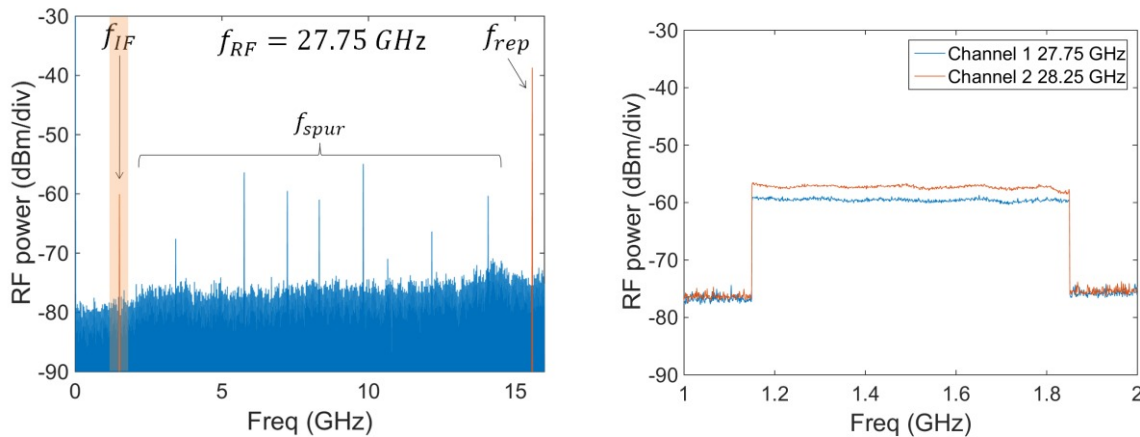 -30
-40
-50
-60
-70
-80
-90
RF power (dBm/div)
f_IF
f_RF = 27.75 GHz
f_rep
f_spur
0
5
10
15
Freq (GHz)
-30
-40
-50
-60
-70
-80
-90
RF power (dBm/div)
Channel 1 27.75 GHz
Channel 2 28.25 GHz
1
1.2
1.4
1.6
1.8
2
Freq (GHz)